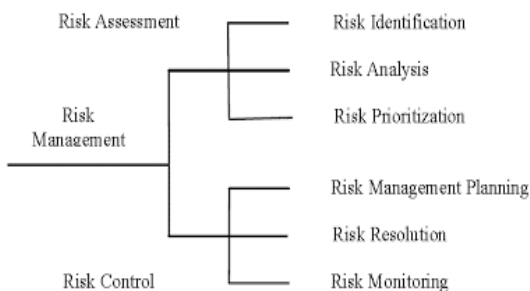 Risk Assessment
Risk Identification
Risk Analysis
Risk
Management
Risk Prioritization
Risk Management Planning
Risk Resolution
Risk Control
Risk Monitoring